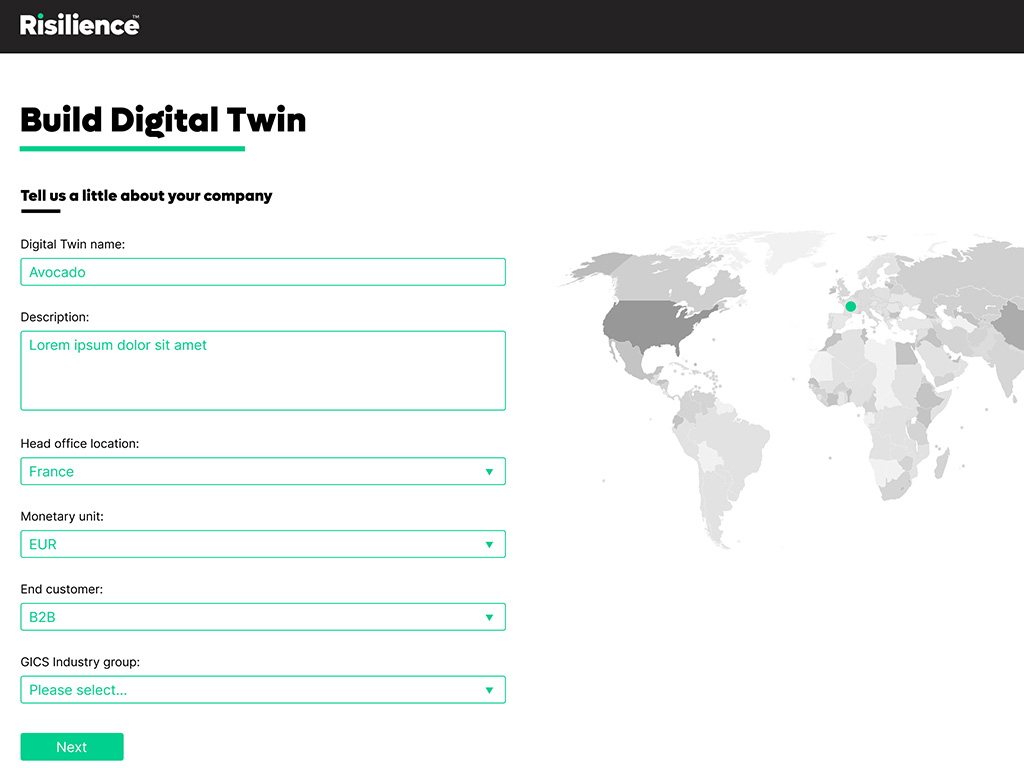 Risilience™
Build Digital Twin
Tell us a little about your company
Digital Twin name:
Avocado
Description:
Lorem ipsum dolor sit amet
Head office location:
France
Monetary unit:
EUR
End customer:
B2B
GICS Industry group:
Please select...
Next